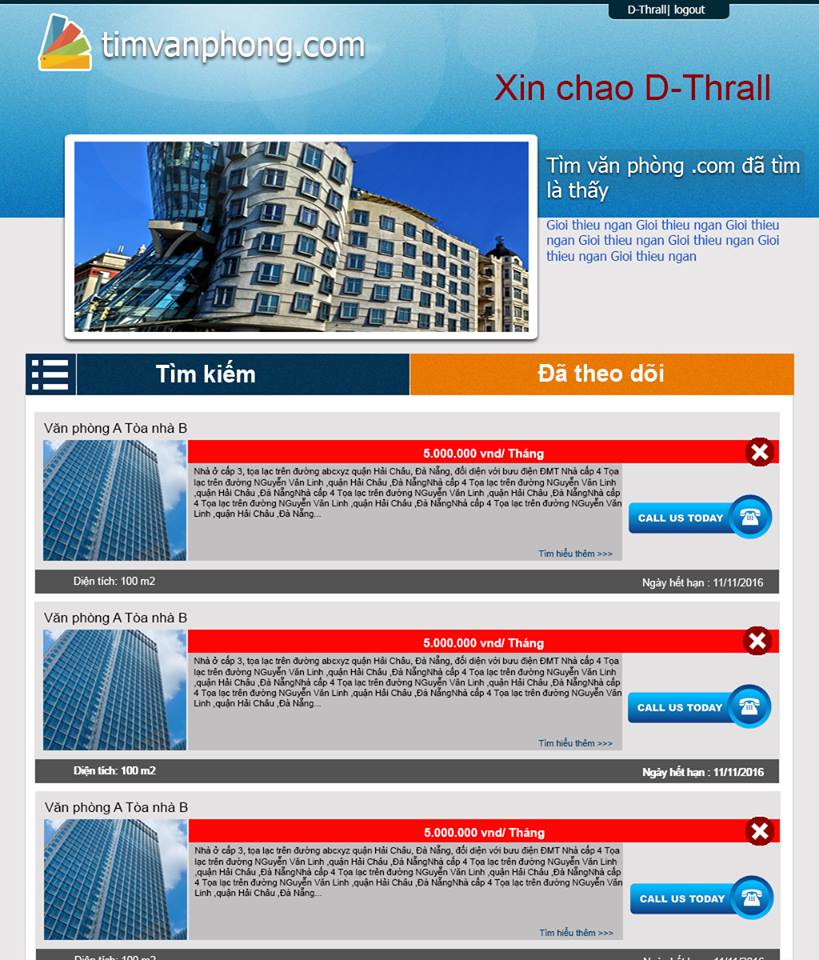 D-Thrall| logout
timvanphong.com
Xin chao D-Thrall
Tìm văn phòng .com đã tìm
là thấy
Gioi thieu ngan Gioi thieu ngan Gioi thieu
ngan Gioi thieu ngan Gioi thieu ngan Gioi
thieu ngan Gioi thieu ngan
Tìm kiếm
Đã theo dõi
Văn phòng A Tòa nhà B
5.000.000 vnd/ Tháng
Nhà ở cấp 3, tọa lạc trên đường abcxyz quận Hải Châu, Đà Nẵng, đối diện với bưu điện ĐMT Nhà cấp 4 Tọa
lạc trên đường NGuyễn Văn Linh ,quận Hải Châu ,Đà NẵngNhà cấp 4 Tọa lạc trên đường NGuyễn Văn Linh
,quận Hải Châu ,Đà NẵngNhà cấp 4 Tọa lạc trên đường NGuyễn Văn Linh ,quận Hải Châu ,Đà NẵngNhà cấp
4 Tọa lạc trên đường NGuyễn Văn Linh ,quận Hải Châu ,Đà NẵngNhà cấp 4 Tọa lạc trên đường NGuyễn Văn
Linh ,quận Hải Châu ,Đà Nẵng...
CALL US TODAY
Tìm hiểu thêm >>>
Diện tích: 100 m2
Ngày hết hạn : 11/11/2016
Văn phòng A Tòa nhà B
5.000.000 vnd/ Tháng
Nhà ở cấp 3, tọa lạc trên đường abcxyz quận Hải Châu, Đà Nẵng, đối diện với bưu điện ĐMT Nhà cấp 4 Tọa
lạc trên đường NGuyễn Văn Linh ,quận Hải Châu ,Đà NẵngNhà cấp 4 Tọa lạc trên đường NGuyễn Văn Linh
,quận Hải Châu ,Đà NẵngNhà cấp 4 Tọa lạc trên đường NGuyễn Văn Linh ,quận Hải Châu ,Đà NẵngNhà cấp
4 Tọa lạc trên đường NGuyễn Văn Linh ,quận Hải Châu ,Đà NẵngNhà cấp 4 Tọa lạc trên đường NGuyễn Văn
Linh ,quận Hải Châu ,Đà Nẵng...
CALL US TODAY
Tìm hiểu thêm >>>
Diện tích: 100 m2
Ngày hết hạn : 11/11/2016
Văn phòng A Tòa nhà B
5.000.000 vnd/ Tháng
Nhà ở cấp 3, tọa lạc trên đường abcxyz quận Hải Châu, Đà Nẵng, đối diện với bưu điện ĐMT Nhà cấp 4 Tọa
lạc trên đường NGuyễn Văn Linh ,quận Hải Châu ,Đà NẵngNhà cấp 4 Tọa lạc trên đường NGuyễn Văn Linh
,quận Hải Châu ,Đà NẵngNhà cấp 4 Tọa lạc trên đường NGuyễn Văn Linh ,quận Hải Châu ,Đà NẵngNhà cấp
4 Tọa lạc trên đường NGuyễn Văn Linh ,quận Hải Châu ,Đà NẵngNhà cấp 4 Tọa lạc trên đường NGuyễn Văn
Linh ,quận Hải Châu ,Đà Nẵng...
CALL US TODAY
Tìm hiểu thêm >>>